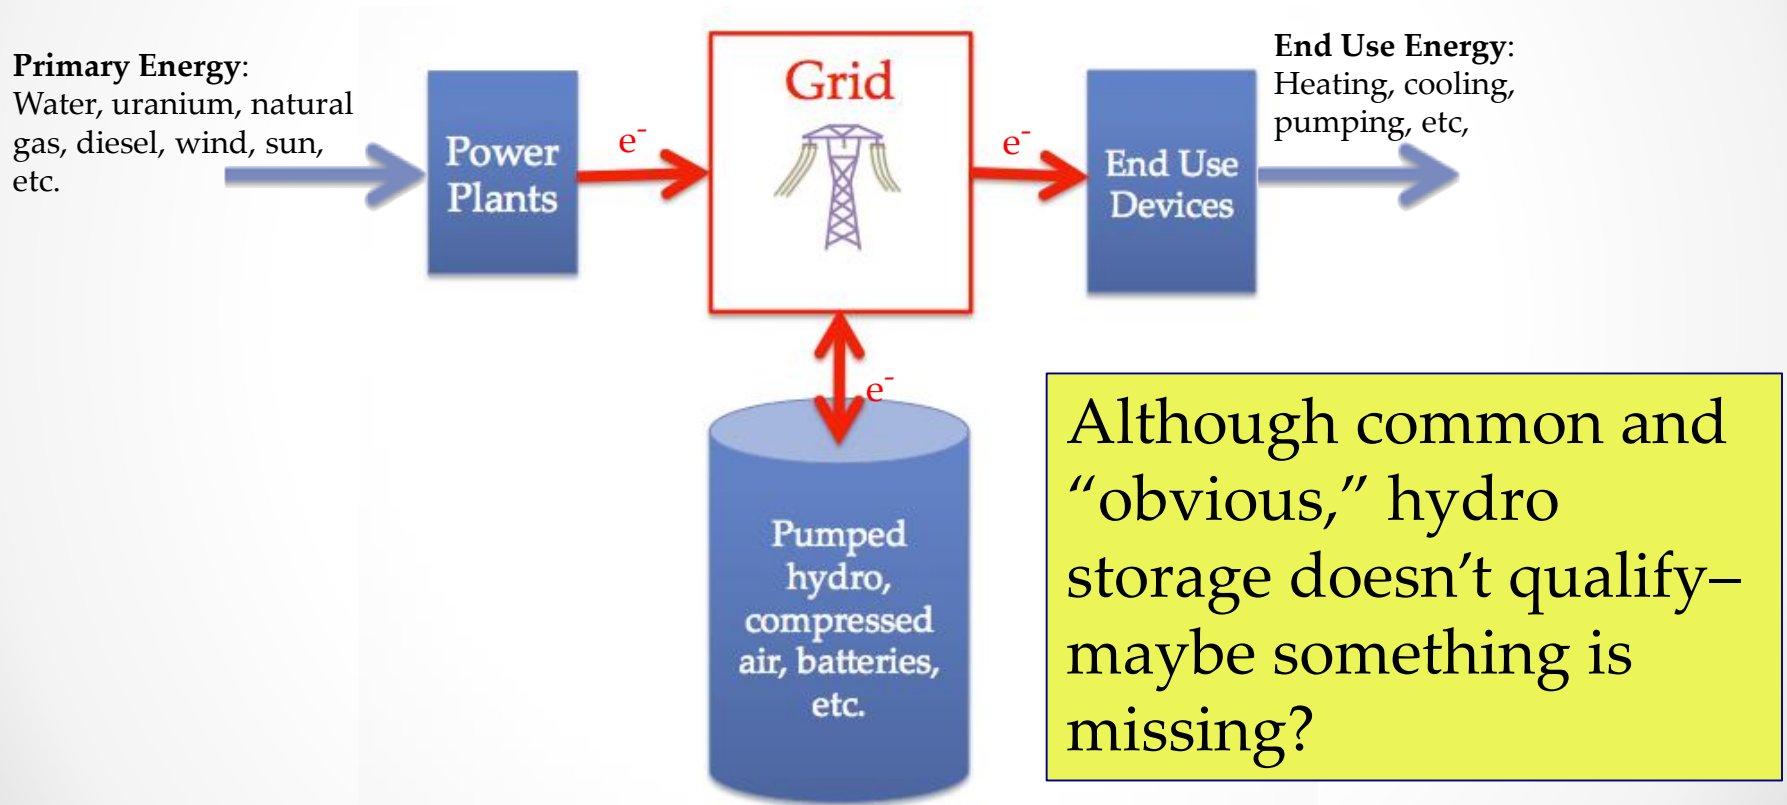 Primary Energy:
Water, uranium, natural
gas, diesel, wind, sun,
etc.
Power
Plants
e-
Grid
e-
End Use
Devices
End Use Energy:
Heating, cooling,
pumping, etc,
e-
Pumped
hydro,
compressed
air, batteries,
etc.
Although common and
“obvious,” hydro
storage doesn’t qualify–
maybe something is
missing?